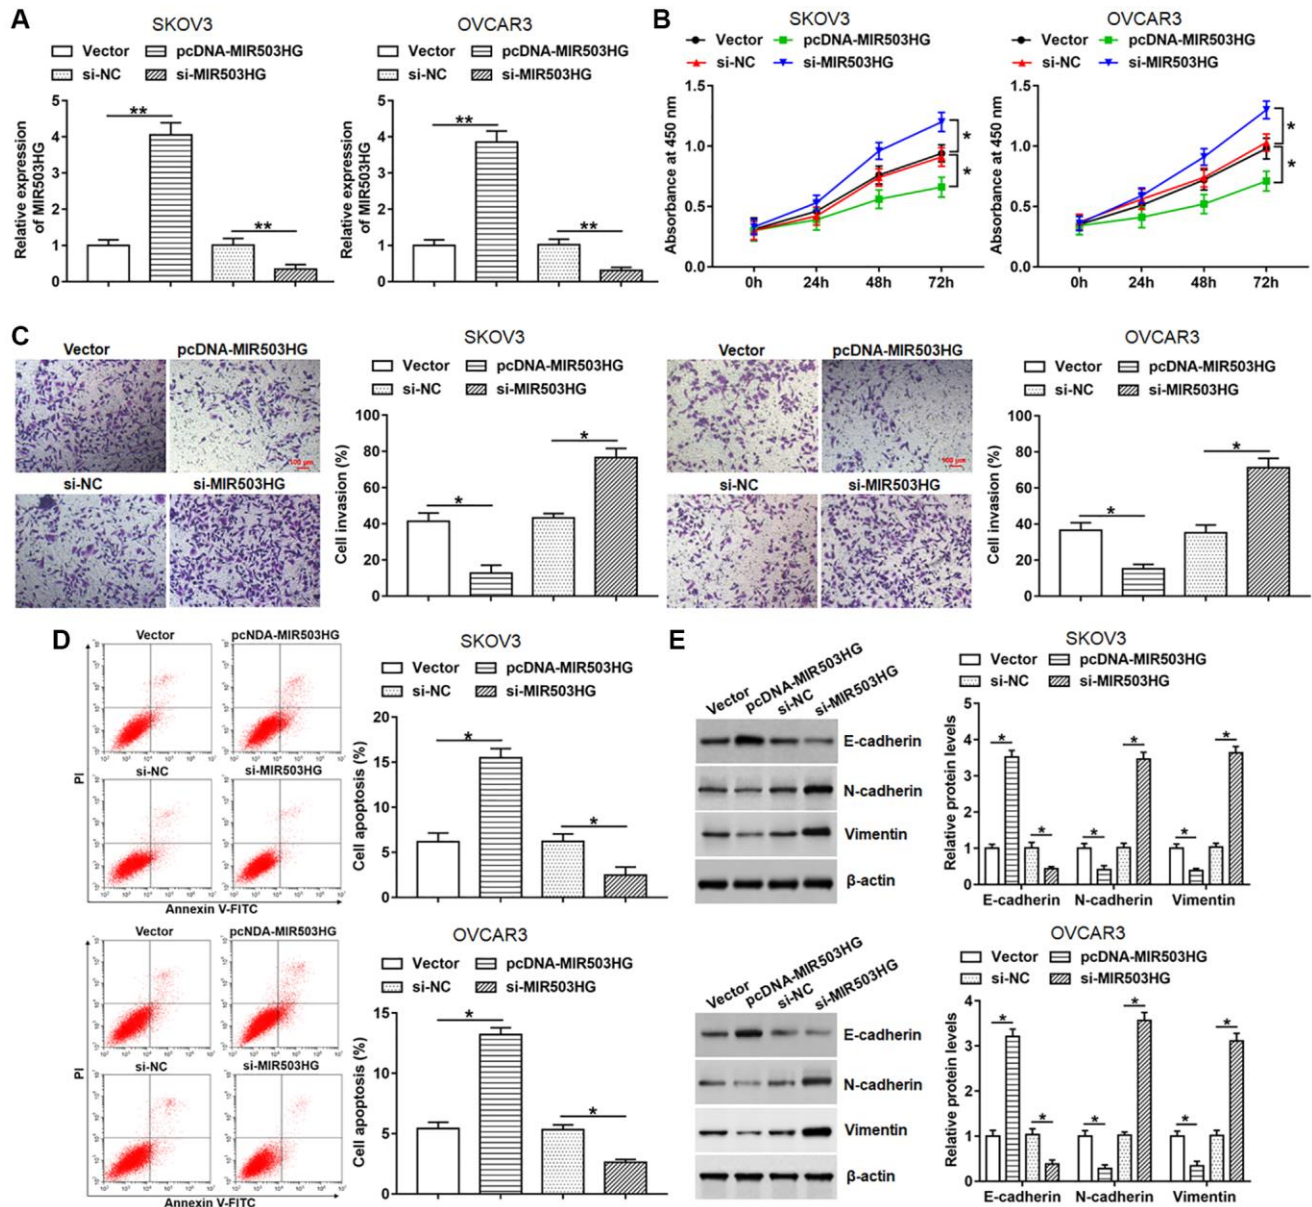 A
SKOV3
Vector pcDNA-MIR503HG
si-NC si-MIR503HG
Relative expression
of MIR503HG
5
4
3
2
1
0
**
**
OVCAR3
Vector pcDNA-MIR503HG
si-NC si-MIR503HG
Relative expression
of MIR503HG
5
4
3
2
1
0
**
**
B
SKOV3
Vector pcDNA-MIR503HG
si-NC si-MIR503HG
Absorbance at 450 nm
1.5
1.0
0.5
0.0
0h 24h 48h 72h
*
*
OVCAR3
Vector pcDNA-MIR503HG
si-NC si-MIR503HG
Absorbance at 450 nm
1.5
1.0
0.5
0.0
0h 24h 48h 72h
*
*
C
Vector pcDNA-MIR503HG
100 μm
si-NC si-MIR503HG
SKOV3
Vector pcDNA-MIR503HG
si-NC si-MIR503HG
Cell invasion (%)
100
80
60
40
20
0
*
*
Vector pcDNA-MIR503HG
100 μm
si-NC si-MIR503HG
OVCAR3
Vector pcDNA-MIR503HG
si-NC si-MIR503HG
Cell invasion (%)
100
80
60
40
20
0
*
*
D
Vector pcNDA-MIR503HG
si-NC si-MIR503HG
PI
Annexin V-FITC
SKOV3
Vector pcDNA-MIR503HG
si-NC si-MIR503HG
Cell apoptosis (%)
20
15
10
5
0
*
*
Vector pcNDA-MIR503HG
si-NC si-MIR503HG
PI
Annexin V-FITC
OVCAR3
Vector pcDNA-MIR503HG
si-NC si-MIR503HG
Cell apoptosis (%)
15
10
5
0
*
*
E
Vector pcDNA-MIR503HG si-NC si-MIR503HG
E-cadherin
N-cadherin
Vimentin
β-actin
SKOV3
Vector pcDNA-MIR503HG
si-NC si-MIR503HG
Relative protein levels
5
4
3
2
1
0
* * * * * *
E-cadherin N-cadherin Vimentin
Vector pcDNA-MIR503HG si-NC si-MIR503HG
E-cadherin
N-cadherin
Vimentin
β-actin
OVCAR3
Vector pcDNA-MIR503HG
si-NC si-MIR503HG
Relative protein levels
4
3
2
1
0
* * * * * *
E-cadherin N-cadherin Vimentin